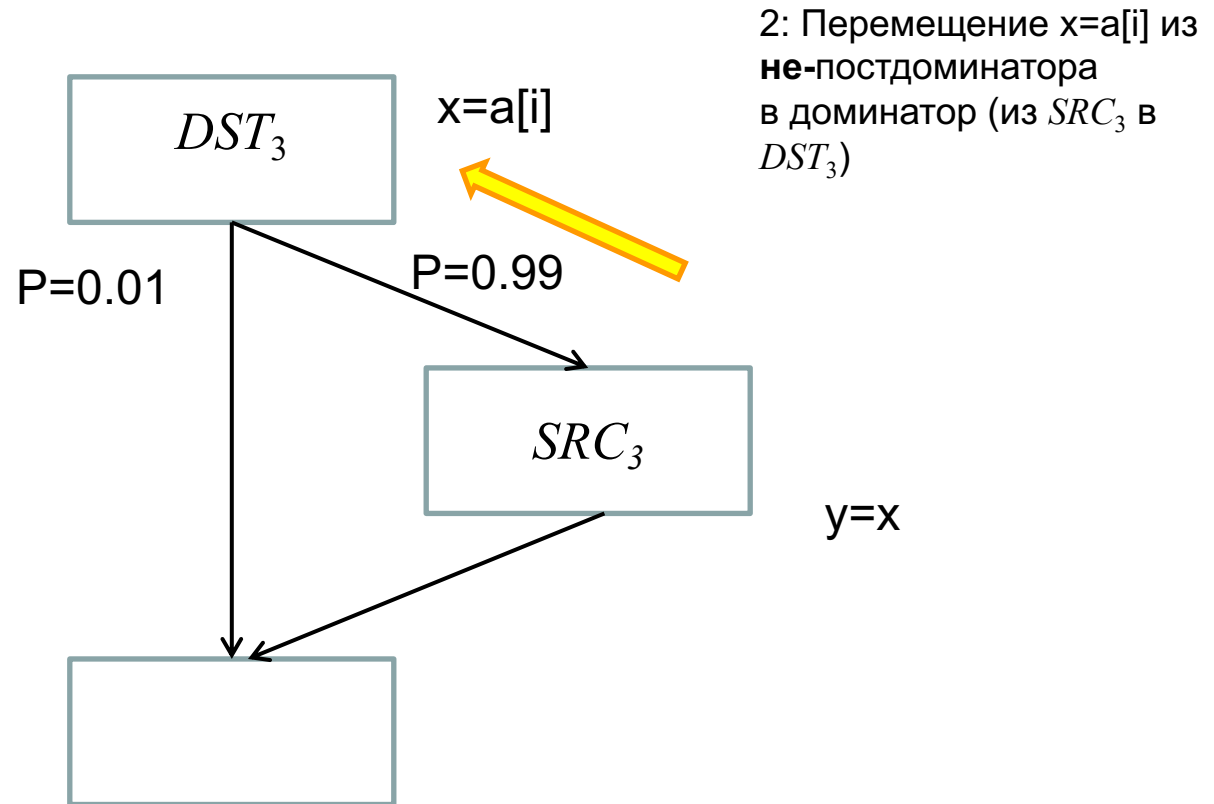 2: Перемещение x=a[i] из
не-постдоминатора
в доминатор (из SRC₃ в
DST₃)
DST₃
x=a[i]
P=0.01
P=0.99
SRC₃
y=x